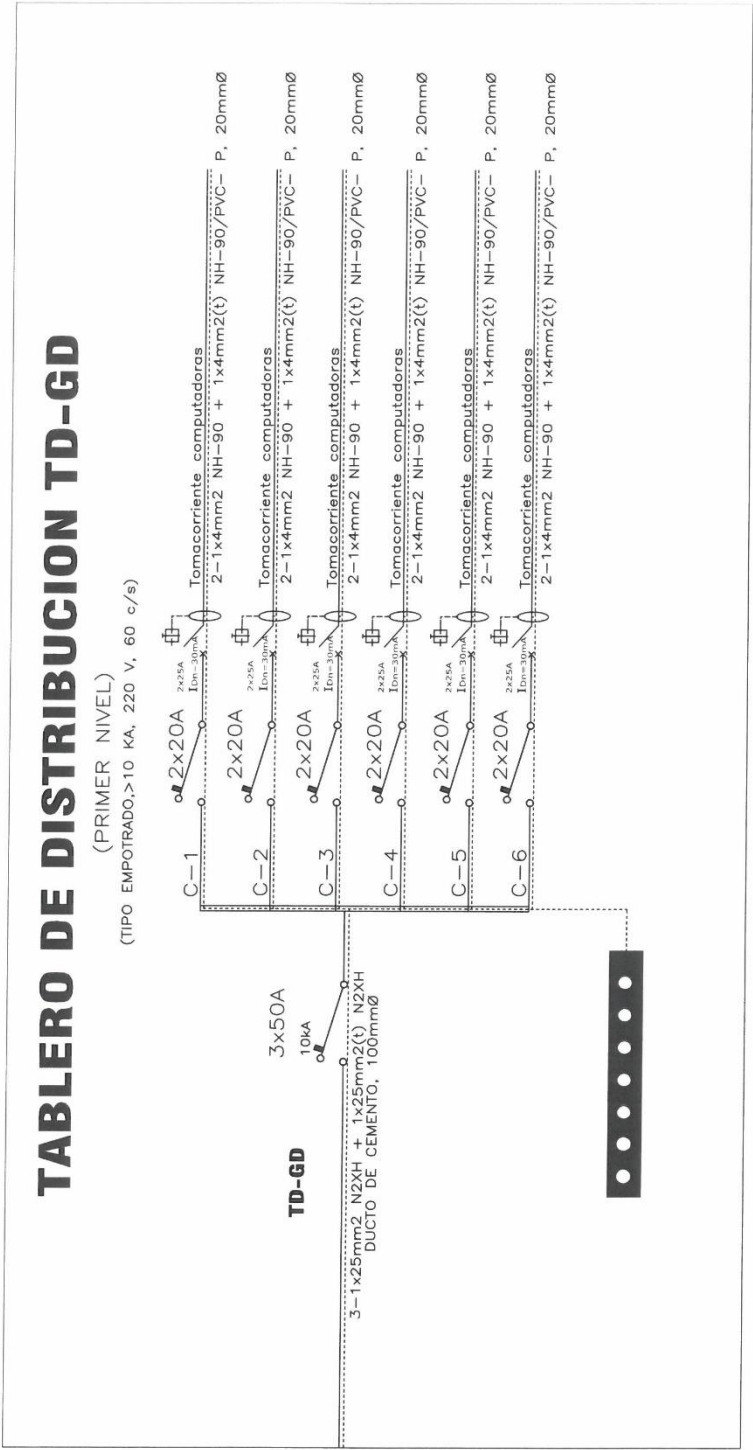 TABLERO DE DISTRIBUCION TD-GD
(PRIMER NIVEL)
(TIPO EMPOTRADO,>10 KA, 220 V, 60 c/s)
TD-GD
3x50A
10kA
3-1x25mm2 N2XH + 1x25mm2(t) N2XH
DUCTO DE CEMENTO, 100mmØ
C-1
2x20A
2x25A
IDn=30mA
Tomacorriente computadoras
2-1x4mm2 NH-90 + 1x4mm2(t) NH-90/PVC- P, 20mmØ
C-2
2x20A
2x25A
IDn=30mA
Tomacorriente computadoras
2-1x4mm2 NH-90 + 1x4mm2(t) NH-90/PVC- P, 20mmØ
C-3
2x20A
2x25A
IDn=30mA
Tomacorriente computadoras
2-1x4mm2 NH-90 + 1x4mm2(t) NH-90/PVC- P, 20mmØ
C-4
2x20A
2x25A
IDn=30mA
Tomacorriente computadoras
2-1x4mm2 NH-90 + 1x4mm2(t) NH-90/PVC- P, 20mmØ
C-5
2x20A
2x25A
IDn=30mA
Tomacorriente computadoras
2-1x4mm2 NH-90 + 1x4mm2(t) NH-90/PVC- P, 20mmØ
C-6
2x20A
2x25A
IDn=30mA
Tomacorriente computadoras
2-1x4mm2 NH-90 + 1x4mm2(t) NH-90/PVC- P, 20mmØ